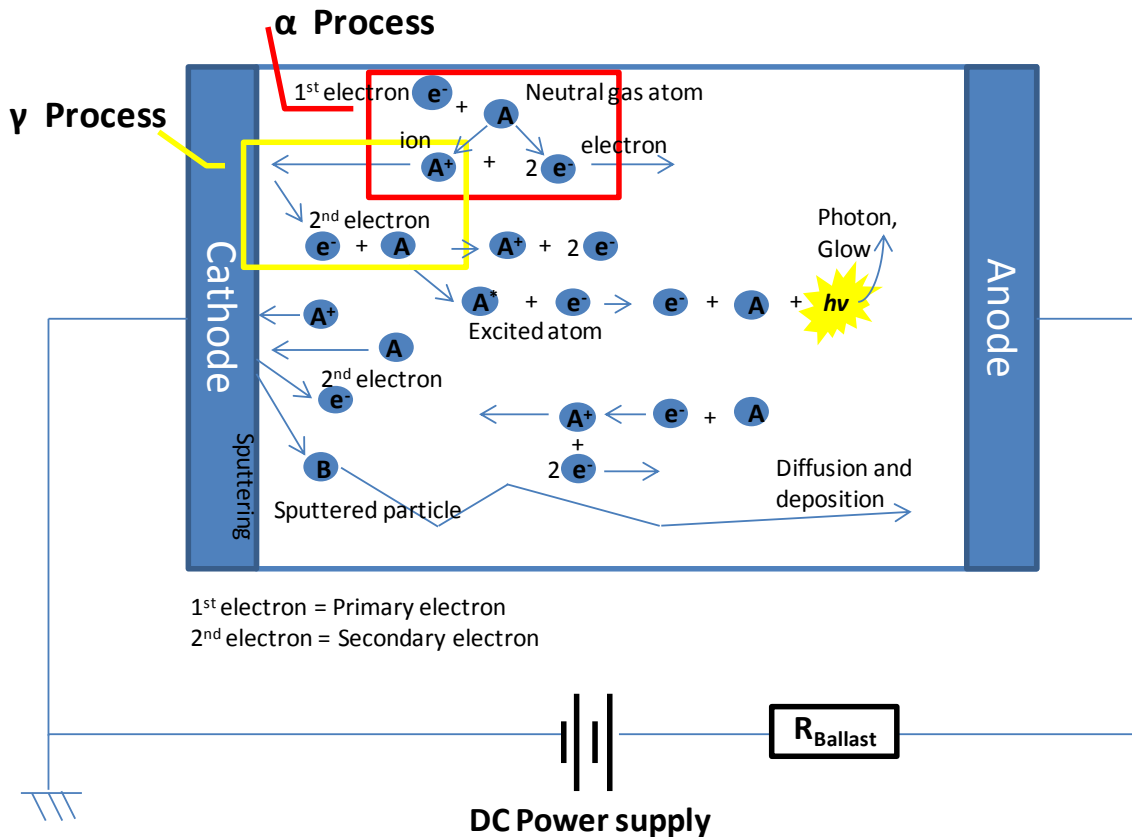 α Process
γ Process
1st electron e- + A Neutral gas atom
ion A+ + 2 e- electron
2nd electron
e- + A A+ + 2 e-
Photon,
Glow
A* + e- e- + A + hν
Excited atom
A+
A
2nd electron
e-
A+ e- + A
+
2 e-
B
Sputtered particle
Diffusion and
deposition
Cathode
Sputtering
Anode
1st electron = Primary electron
2nd electron = Secondary electron
RBallast
DC Power supply